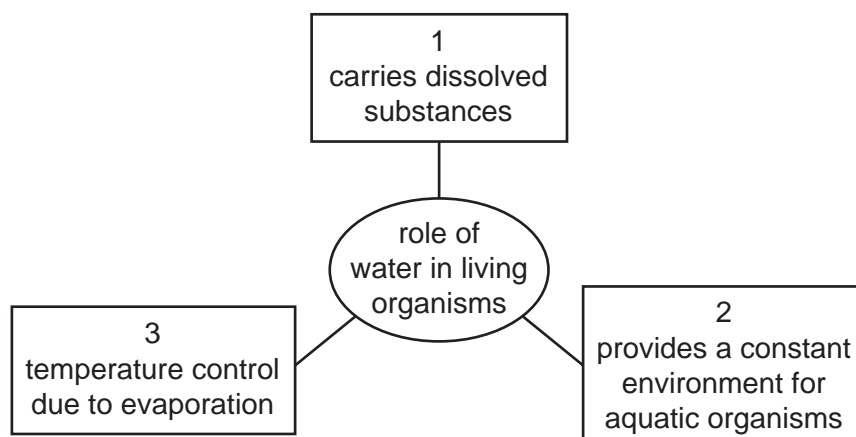 1
carries dissolved
substances
role of
water in living
organisms
3
temperature control
due to evaporation
2
provides a constant
environment for
aquatic organisms